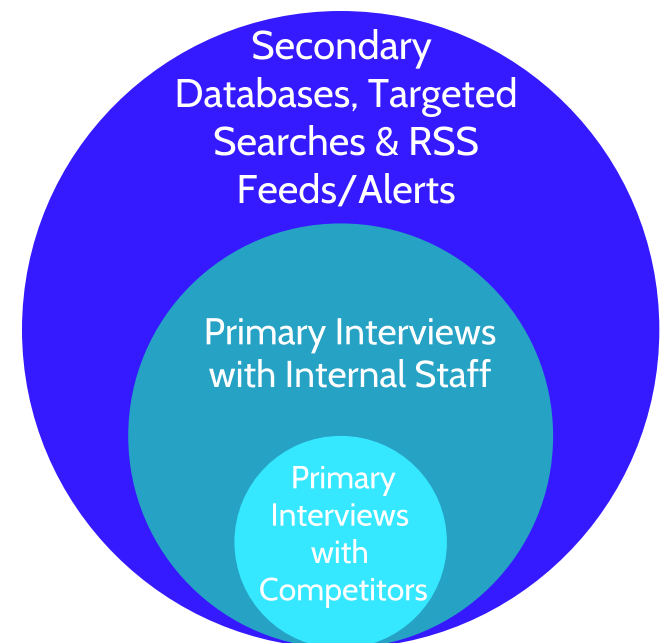 Secondary
Databases, Targeted
Searches & RSS
Feeds/Alerts
Primary Interviews
with Internal Staff
Primary
Interviews
with
Competitors